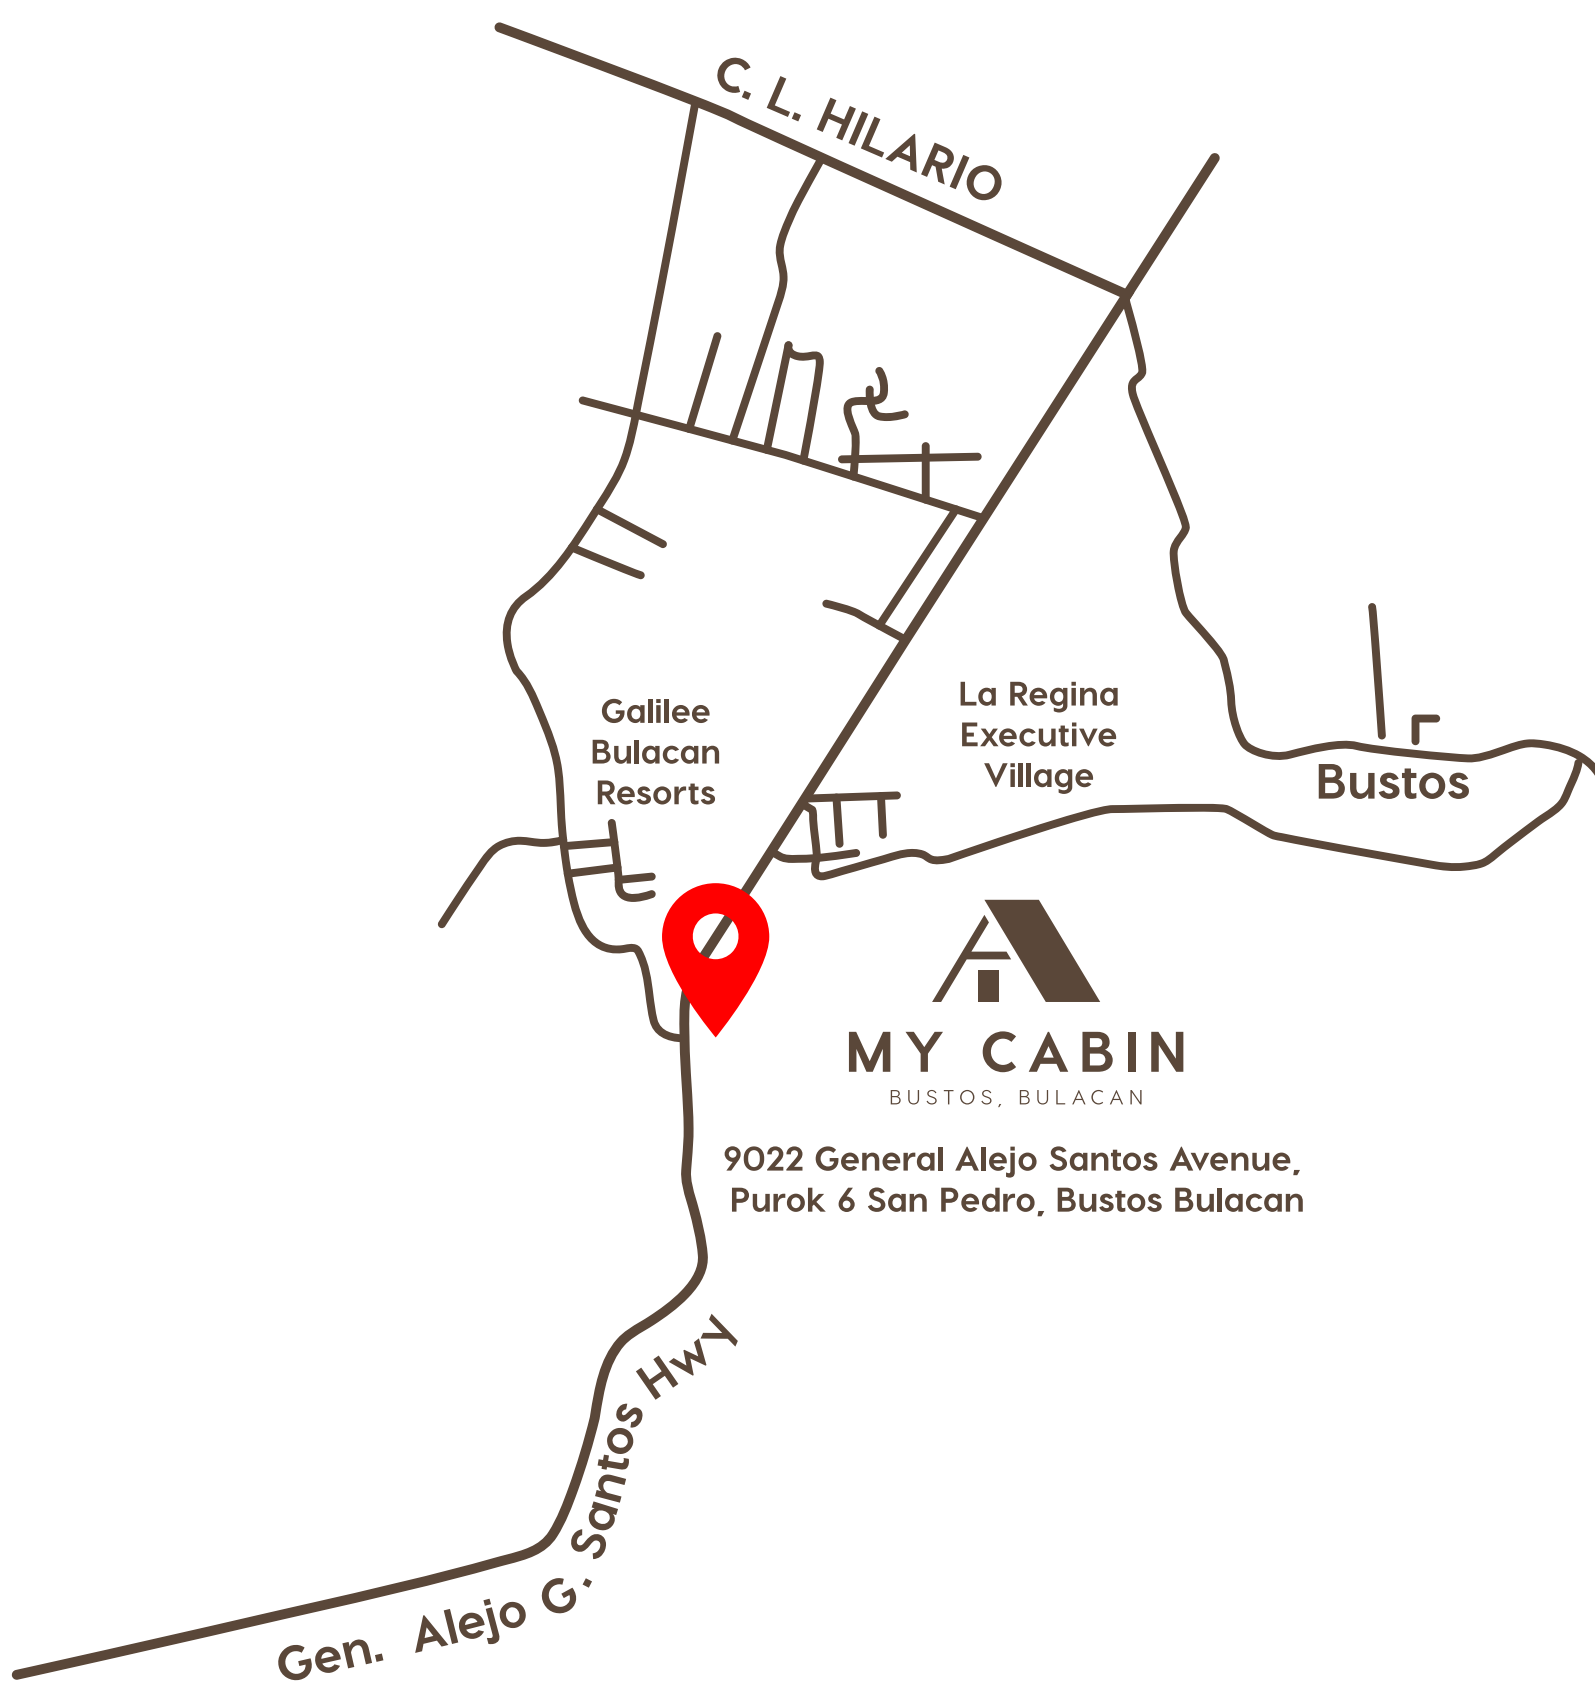 C. L. HILARIO
Galilee
Bulacan
Resorts
La Regina
Executive
Village
Bustos
MY CABIN
BUSTOS, BULACAN
9022 General Alejo Santos Avenue,
Purok 6 San Pedro, Bustos Bulacan
Gen. Alejo G. Santos Hwy